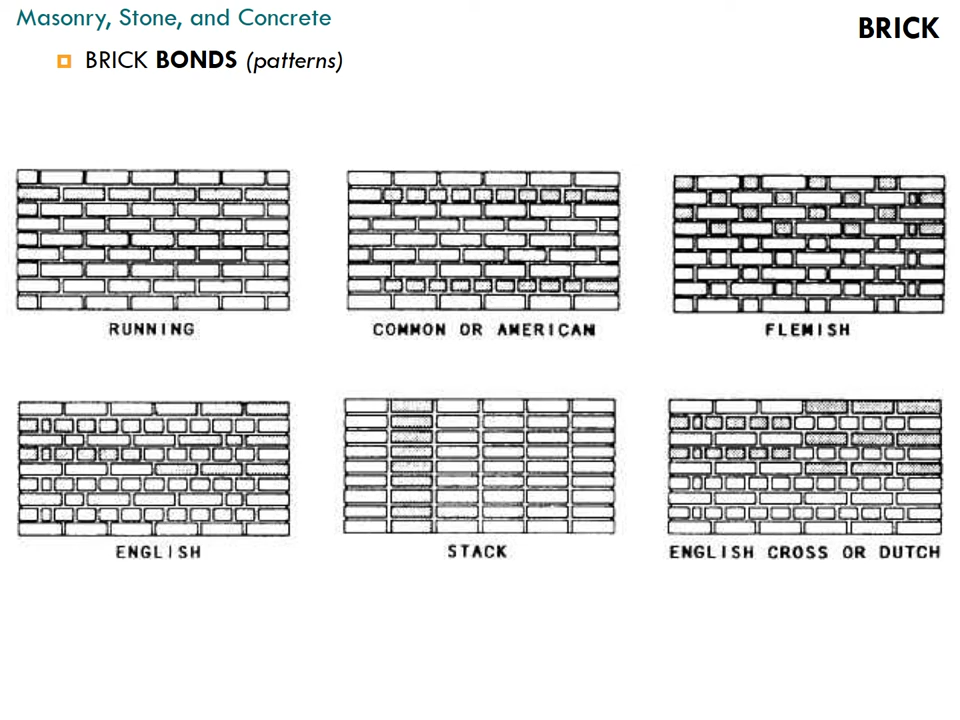 Masonry, Stone, and Concrete
BRICK
BRICK BONDS (patterns)
RUNNING
COMMON OR AMERICAN
FLEMISH
ENGLISH
STACK
ENGLISH CROSS OR DUTCH